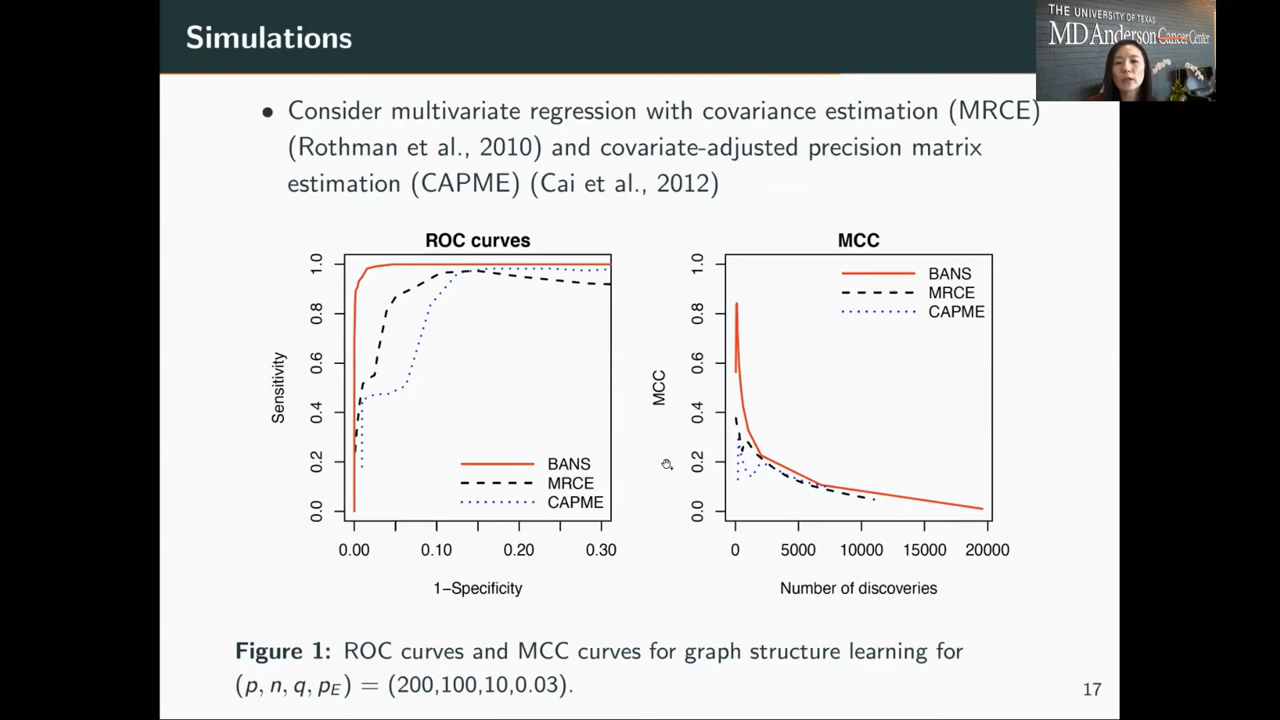 Simulations
THE UNIVERSITY OF TEXAS
MD Anderson Cancer Center
• Consider multivariate regression with covariance estimation (MRCE)
(Rothman et al., 2010) and covariate-adjusted precision matrix
estimation (CAPME) (Cai et al., 2012)
ROC curves
Sensitivity
1.0
0.8
0.6
0.4
0.2
0.0
BANS
MRCE
CAPME
0.00 0.10 0.20 0.30
1−Specificity
MCC
MCC
1.0
0.8
0.6
0.4
0.2
0.0
BANS
MRCE
CAPME
0 5000 10000 15000 20000
Number of discoveries
Figure 1: ROC curves and MCC curves for graph structure learning for
(p, n, q, pE) = (200,100,10,0.03).
17